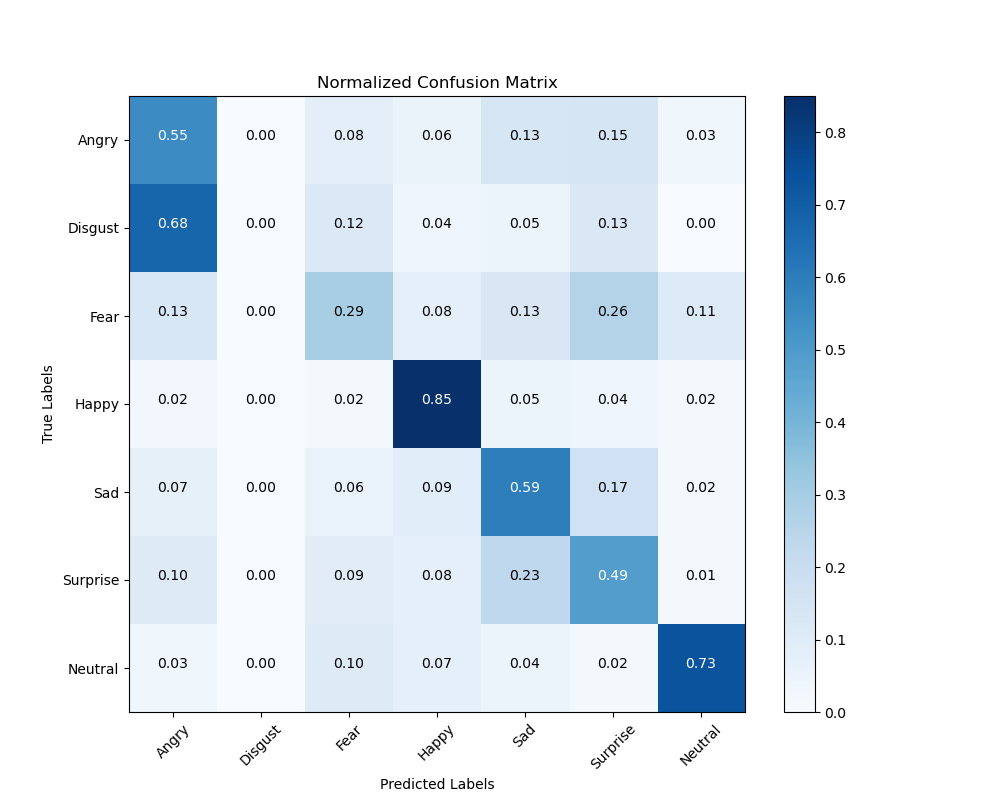 Normalized Confusion Matrix
Angry 0.55 0.00 0.08 0.06 0.13 0.15 0.03
Disgust 0.68 0.00 0.12 0.04 0.05 0.13 0.00
Fear 0.13 0.00 0.29 0.08 0.13 0.26 0.11
Happy 0.02 0.00 0.02 0.85 0.05 0.04 0.02
Sad 0.07 0.00 0.06 0.09 0.59 0.17 0.02
Surprise 0.10 0.00 0.09 0.08 0.23 0.49 0.01
Neutral 0.03 0.00 0.10 0.07 0.04 0.02 0.73
Angry Disgust Fear Happy Sad Surprise Neutral
Predicted Labels
True Labels
0.8
0.7
0.6
0.5
0.4
0.3
0.2
0.1
0.0